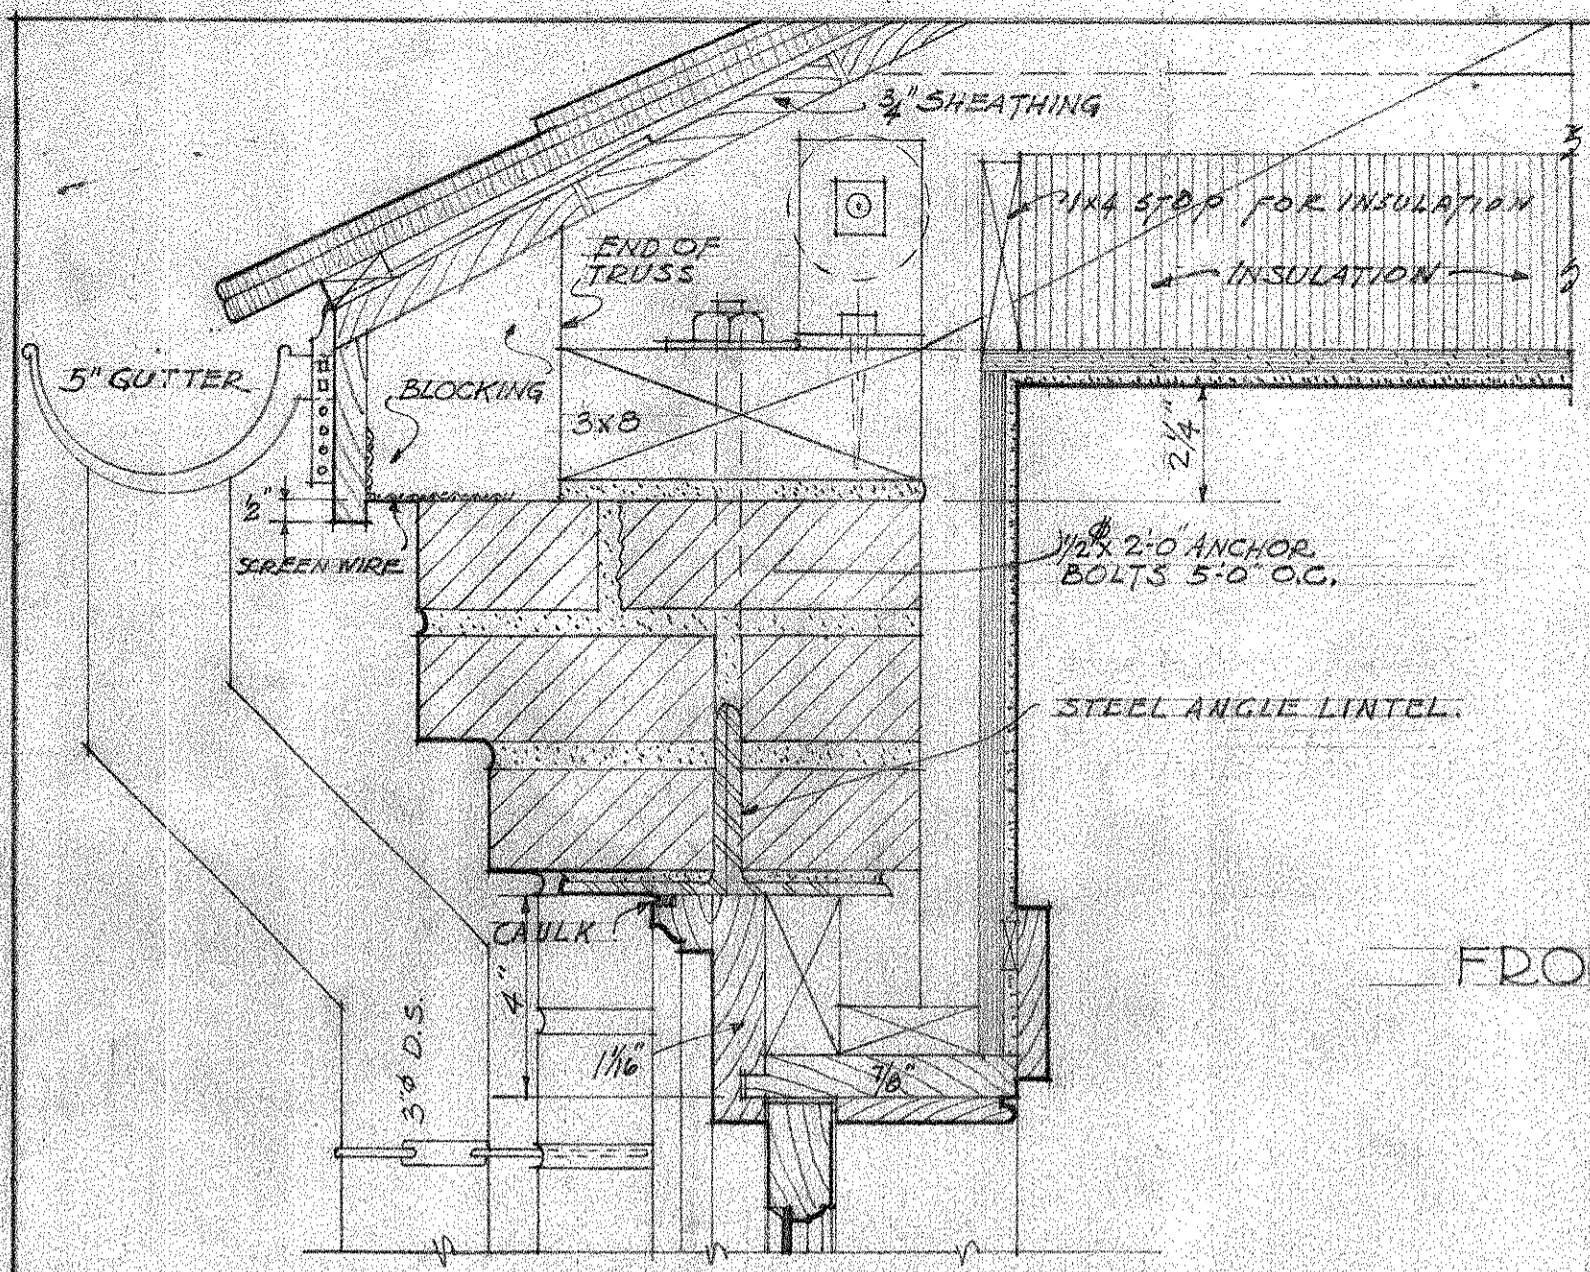 3/4" SHEATHING
1X4 STOP FOR INSULATION
INSULATION
END OF
TRUSS
5" GUTTER
BLOCKING
3X8
2 1/4"
1/2"
SCREEN WIRE
1/2"ø X 2'-0" ANCHOR
BOLTS 5'-0" O.C.
STEEL ANGLE LINTEL.
CAULK
4"
FRO
3"ø D.S.
1 1/16"
7/8"